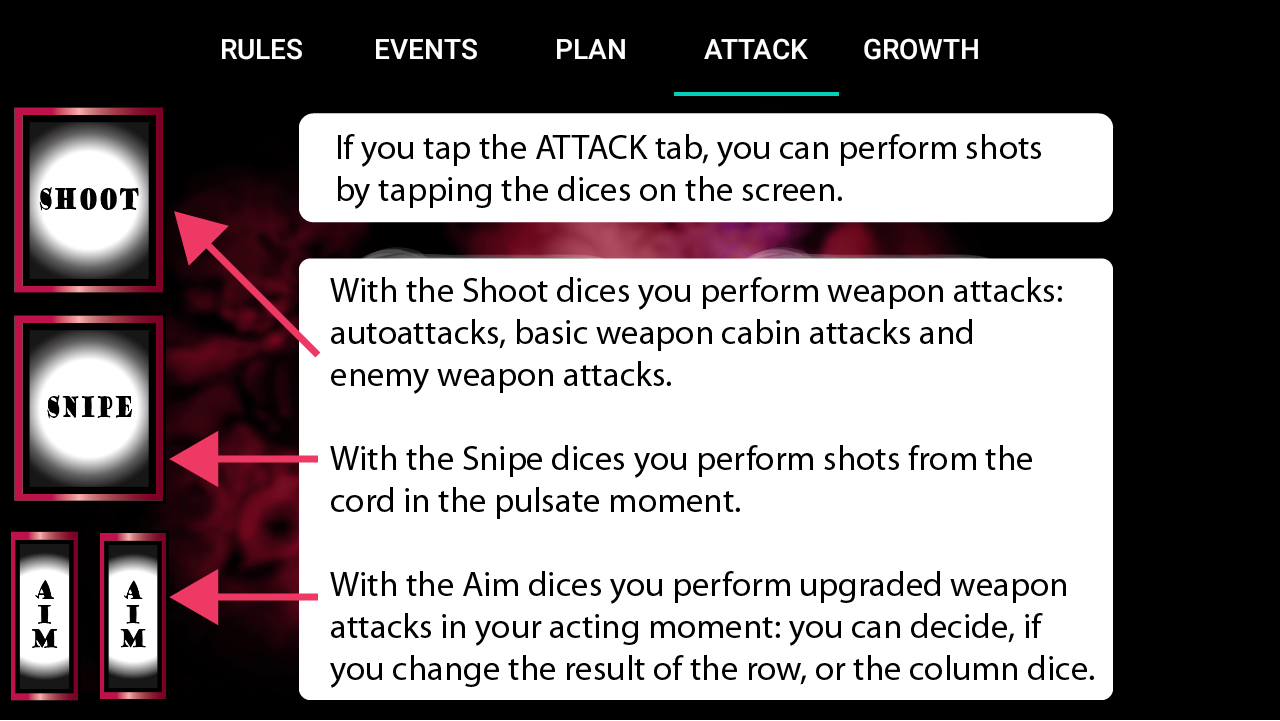 RULES EVENTS PLAN ATTACK GROWTH
SHOOT
If you tap the ATTACK tab, you can perform shots
by tapping the dices on the screen.
With the Shoot dices you perform weapon attacks:
autoattacks, basic weapon cabin attacks and
enemy weapon attacks.
SNIPE
With the Snipe dices you perform shots from the
cord in the pulsate moment.
AIM AIM
With the Aim dices you perform upgraded weapon
attacks in your acting moment: you can decide, if
you change the result of the row, or the column dice.